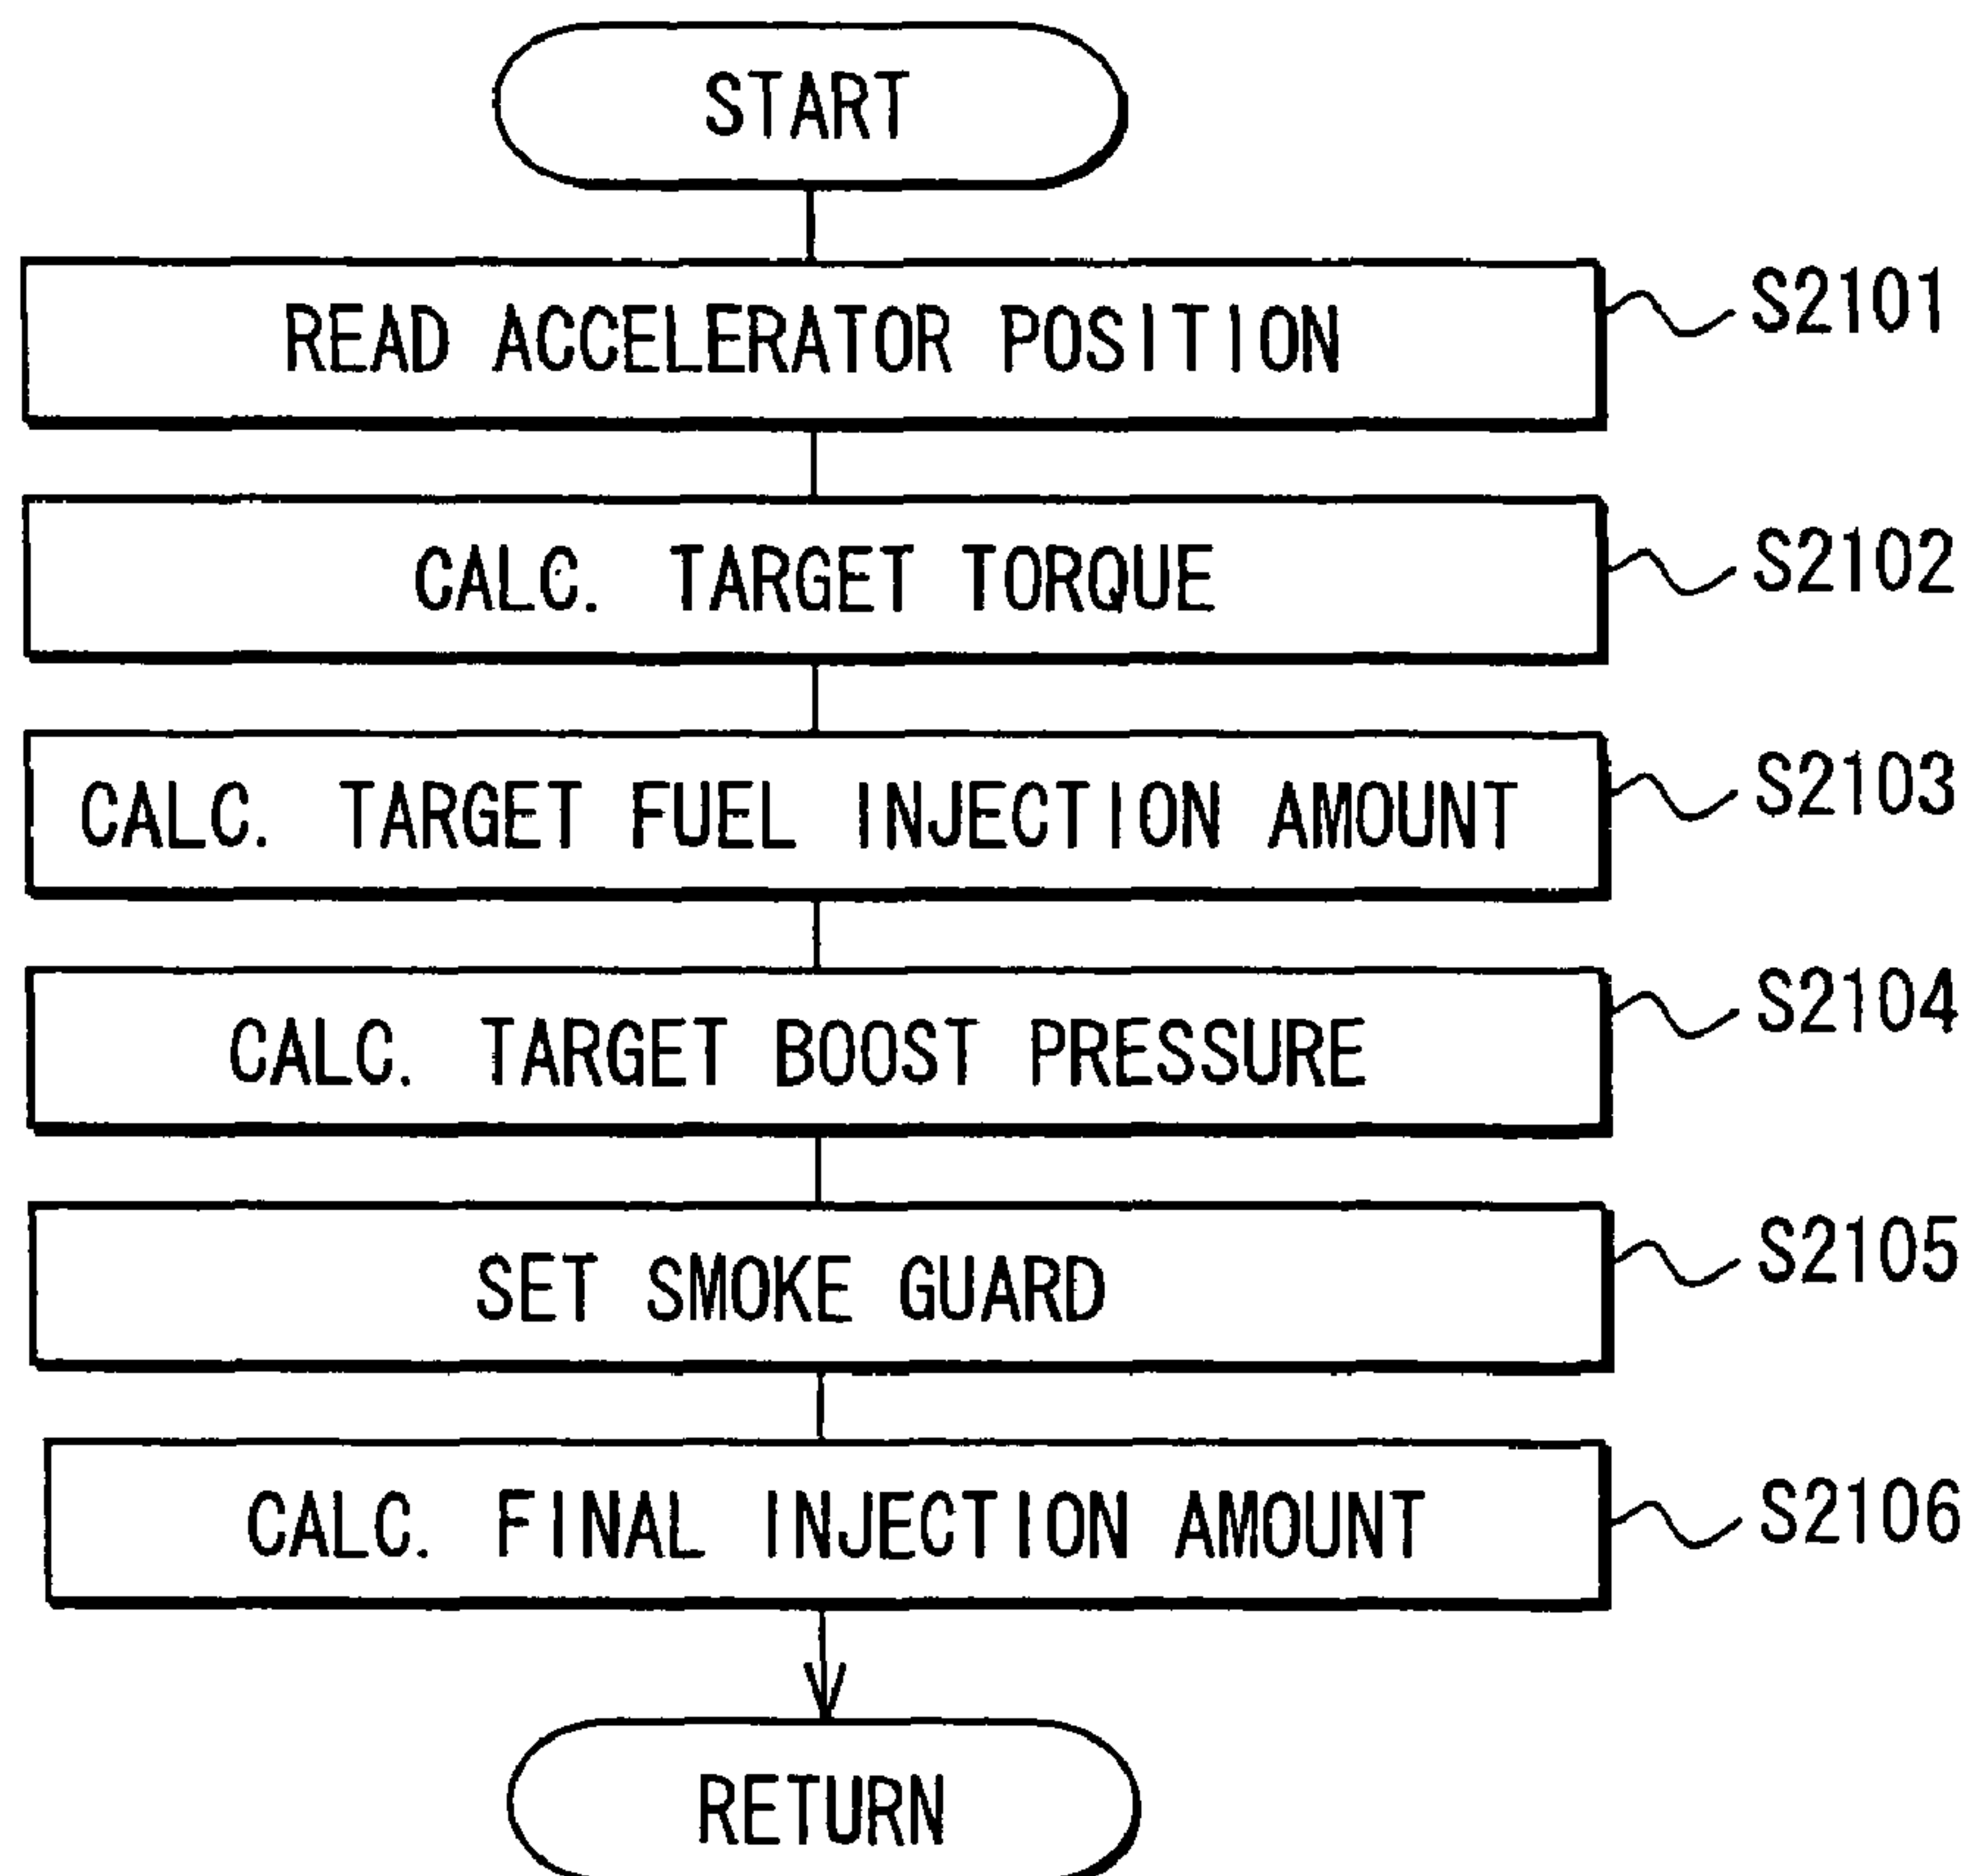 START
READ ACCELERATOR POSITION
S2101
CALC. TARGET TORQUE
S2102
CALC. TARGET FUEL INJECTION AMOUNT
S2103
CALC. TARGET BOOST PRESSURE
S2104
SET SMOKE GUARD
S2105
CALC. FINAL INJECTION AMOUNT
S2106
RETURN